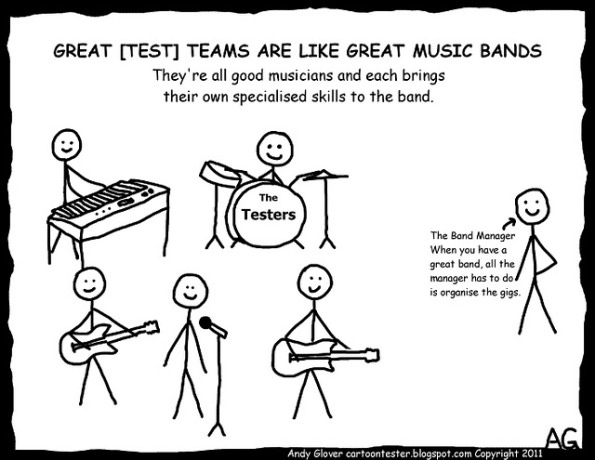 GREAT [TEST] TEAMS ARE LIKE GREAT MUSIC BANDS
They're all good musicians and each brings
their own specialised skills to the band.
The
Testers
The Band Manager
When you have a
great band, all the
manager has to do
is organise the gigs.
AG
Andy Glover cartoontester.blogspot.com Copyright 2011